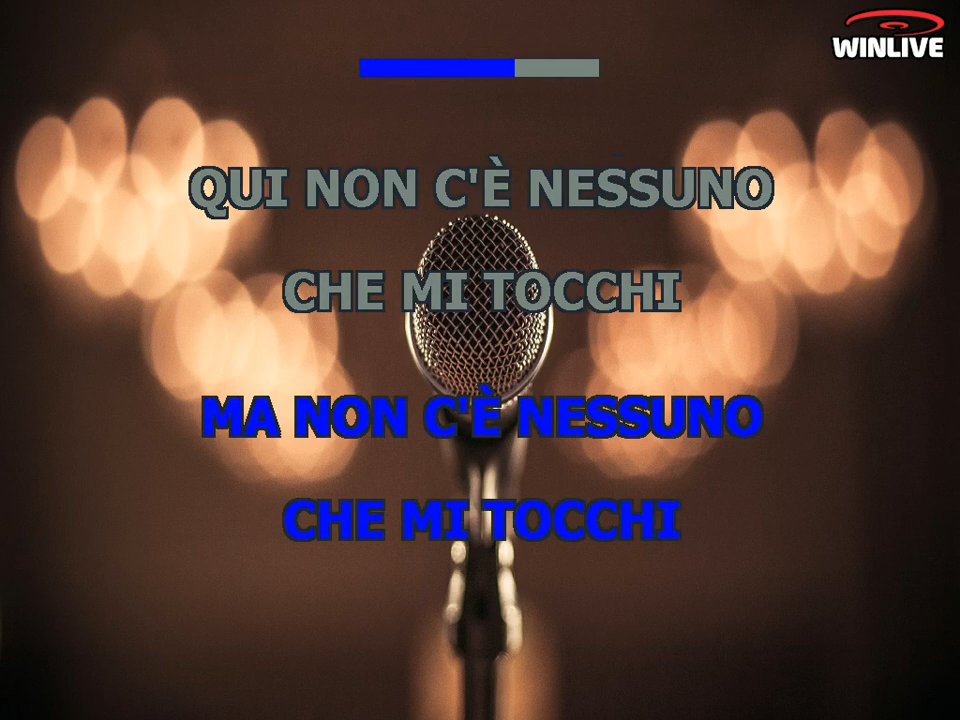 WINLIVE
QUI NON C'È NESSUNO
CHE MI TOCCHI
MA NON C'È NESSUNO
CHE MI TOCCHI